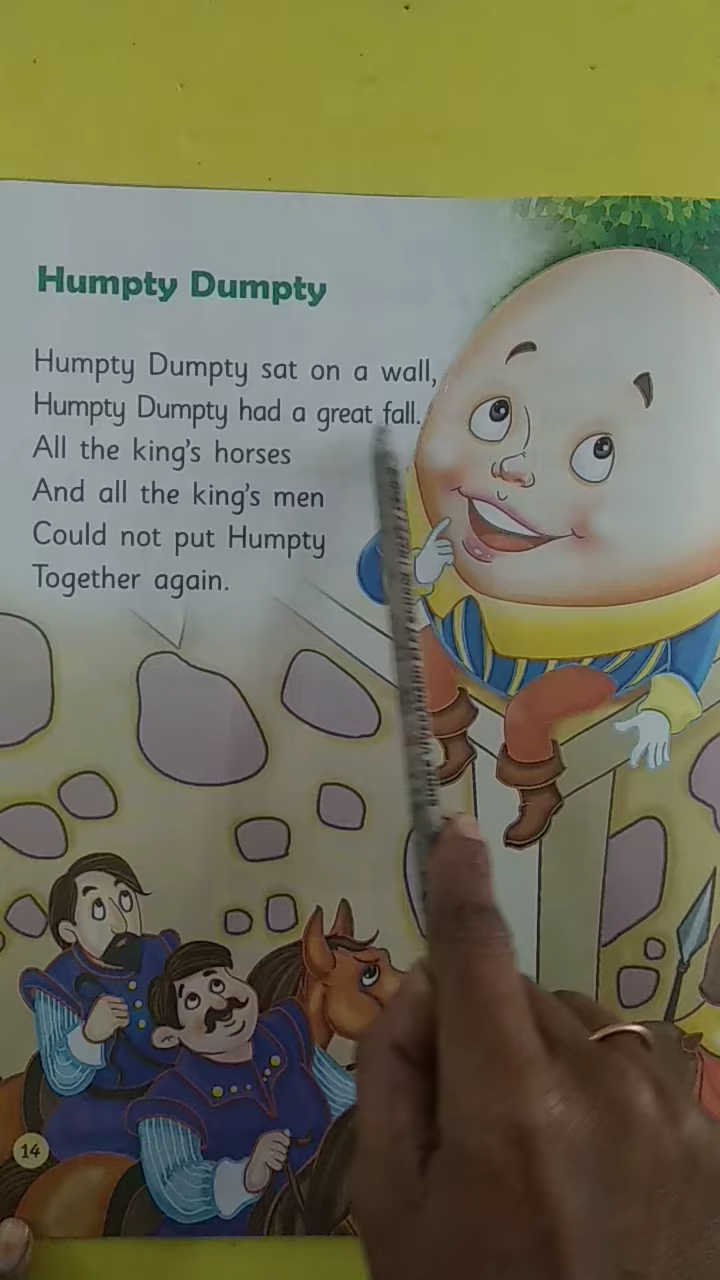 Humpty Dumpty
Humpty Dumpty sat on a wall,
Humpty Dumpty had a great fall.
All the king's horses
And all the king's men
Could not put Humpty
Together again.
14